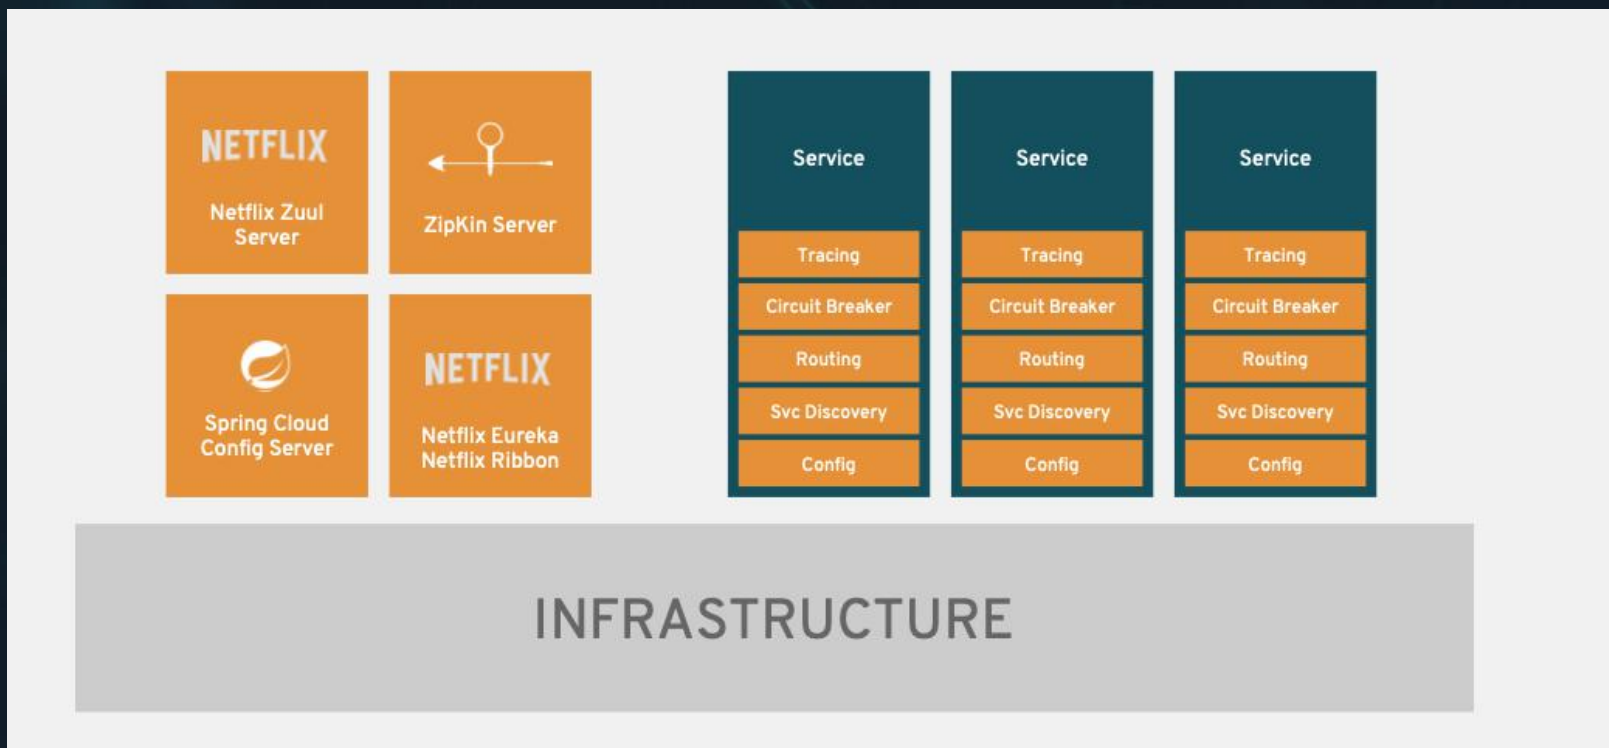 NETFLIX
Netflix Zuul
Server
ZipKin Server
Spring Cloud
Config Server
NETFLIX
Netflix Eureka
Netflix Ribbon
Service
Tracing
Circuit Breaker
Routing
Svc Discovery
Config
Service
Tracing
Circuit Breaker
Routing
Svc Discovery
Config
Service
Tracing
Circuit Breaker
Routing
Svc Discovery
Config
INFRASTRUCTURE